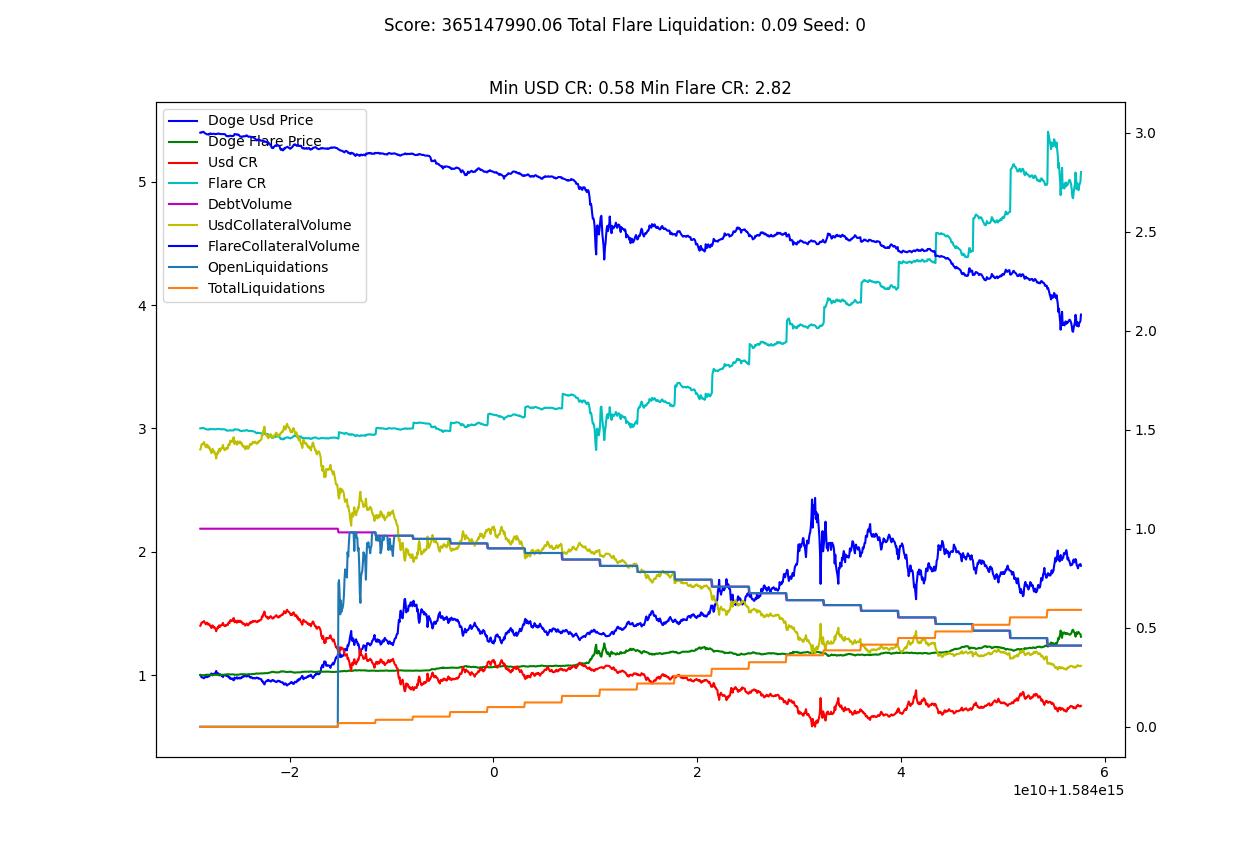 Score: 365147990.06 Total Flare Liquidation: 0.09 Seed: 0
Min USD CR: 0.58 Min Flare CR: 2.82
Doge Usd Price
Doge Flare Price
Usd CR
Flare CR
DebtVolume
UsdCollateralVolume
FlareCollateralVolume
OpenLiquidations
TotalLiquidations
5
4
3
2
1
3.0
2.5
2.0
1.5
1.0
0.5
0.0
−2
0
2
4
6
1e10+1.584e15